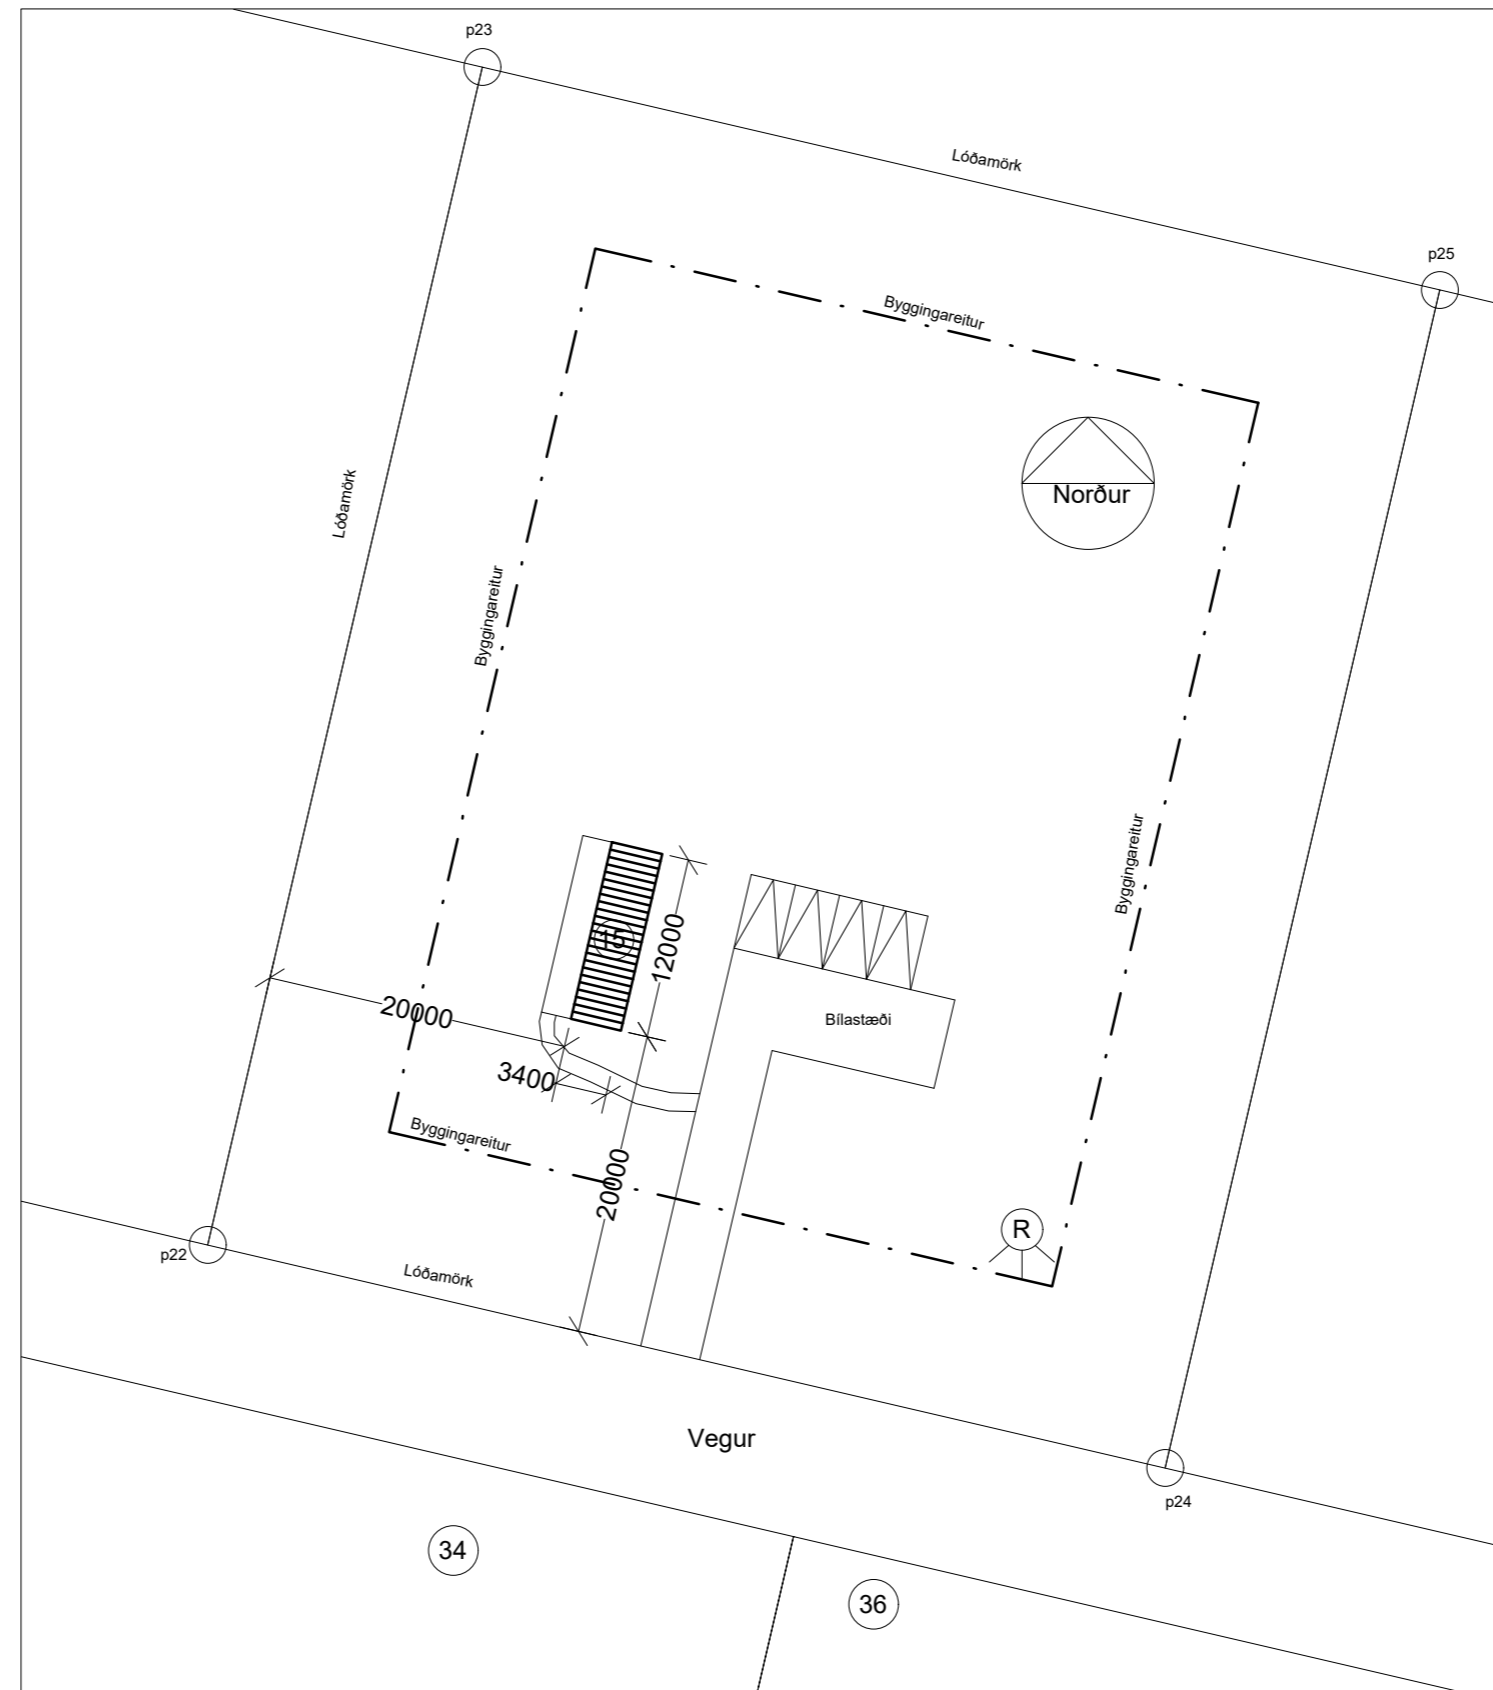 p23
Lóðamörk
p25
Byggingareitur
Norður
Lóðamörk
Byggingareitur
Byggingareitur
15
12000
20000
Bílastæði
3400
Byggingareitur
20000
R
p22
Lóðamörk
Vegur
p24
34
36